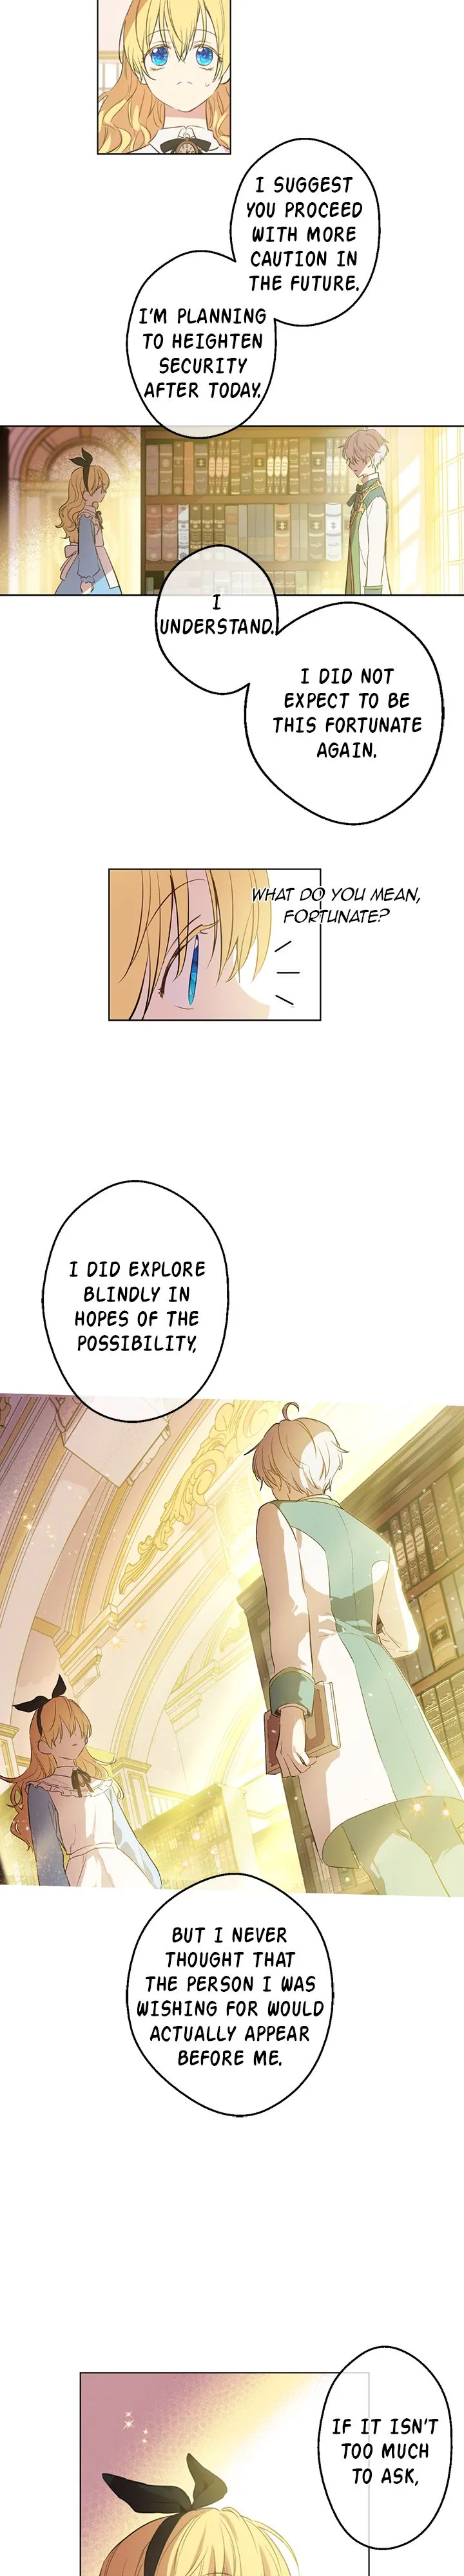 I SUGGEST
YOU PROCEED
WITH MORE
CAUTION IN
THE FUTURE.
I'M PLANNING
TO HEIGHTEN
SECURITY
AFTER TODAY.
I
UNDERSTAND.
I DID NOT
EXPECT TO BE
THIS FORTUNATE
AGAIN.
WHAT DO YOU MEAN,
FORTUNATE?
I DID EXPLORE
BLINDLY IN
HOPES OF THE
POSSIBILITY,
BUT I NEVER
THOUGHT THAT
THE PERSON I WAS
WISHING FOR WOULD
ACTUALLY APPEAR
BEFORE ME.
IF IT ISN'T
TOO MUCH
TO ASK,